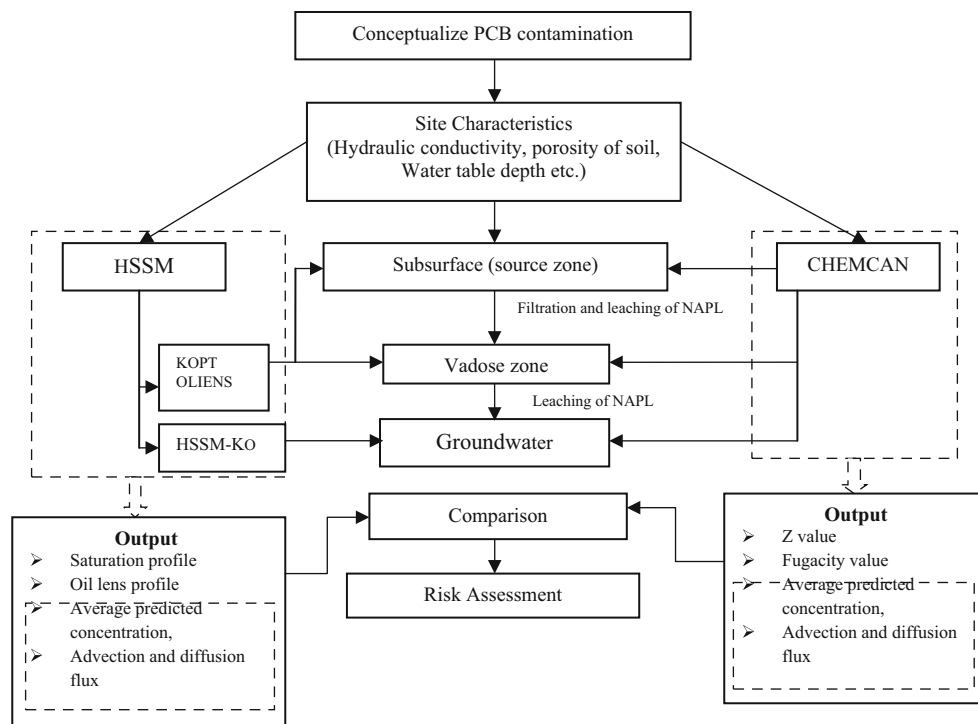 Conceptualize PCB contamination
Site Characteristics
(Hydraulic conductivity, porosity of soil,
Water table depth etc.)
HSSM
Subsurface (source zone)
CHEMCAN
Filtration and leaching of NAPL
KOPT
OLIENS
Vadose zone
Leaching of NAPL
HSSM-KO
Groundwater
Output
➢ Saturation profile
➢ Oil lens profile
➢ Average predicted
concentration,
➢ Advection and diffusion
flux
Comparison
Risk Assessment
Output
➢ Z value
➢ Fugacity value
➢ Average predicted
concentration,
➢ Advection and diffusion
flux